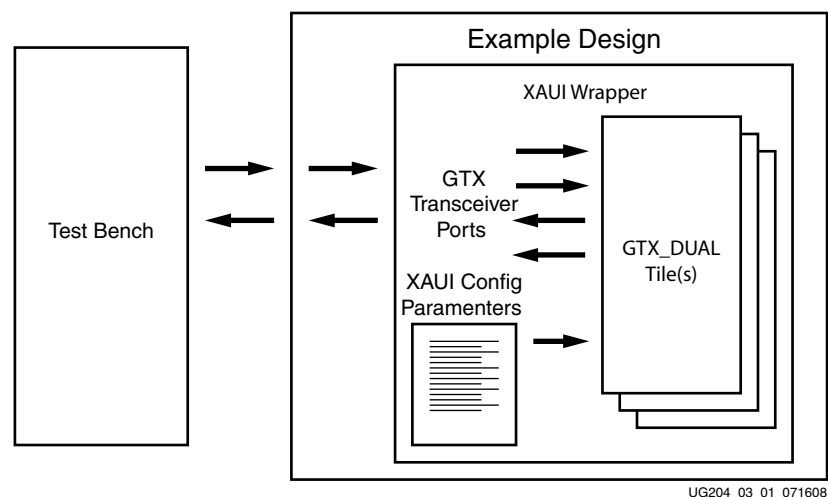 Example Design
XAUI Wrapper
Test Bench
GTX
Transceiver
Ports
GTX_DUAL
Tile(s)
XAUI Config
Paramenters
UG204_03_01_071608